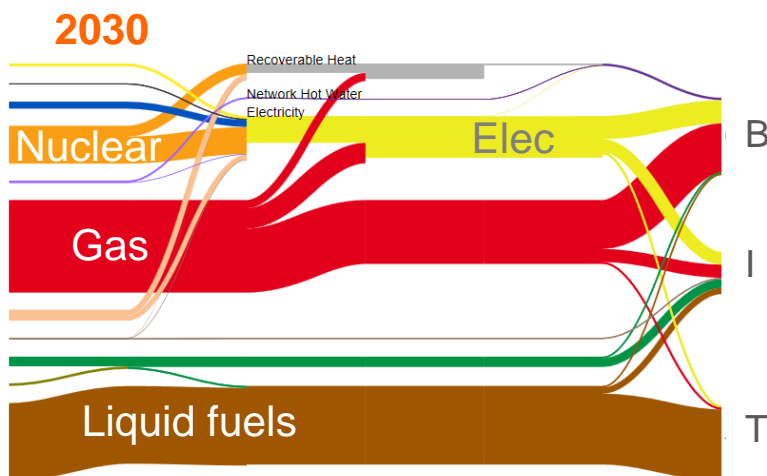 2030
Recoverable Heat
Network Hot Water
Electricity
Nuclear
Elec
B
Gas
I
Liquid fuels
T